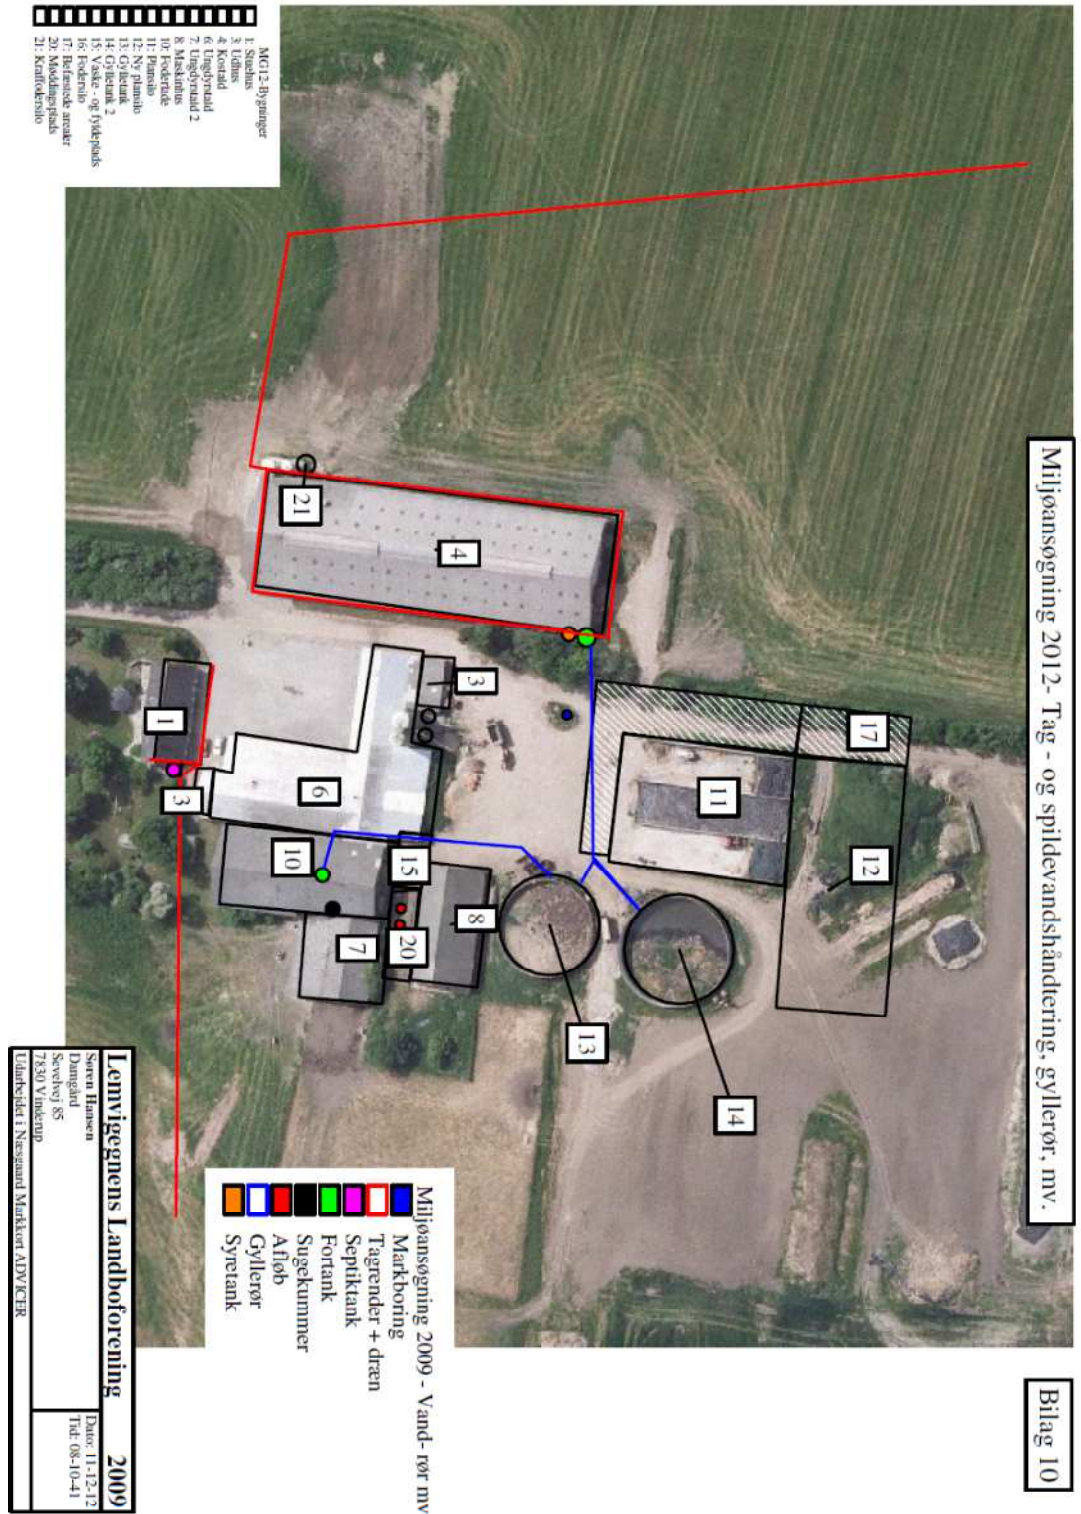 Miljøansøgning 2012- Tag - og spildevandshåndtering, gyllerør, mv.
Bilag 10
MG12-Bygninger
1: Stuehus
3: Udhus
4: Kostald
6: Ungdyrstald
7: Ungdyrstald 2
8: Maskinhus
10: Foderlade
11: Plansilo
12: Ny plansilo
13: Gylletank
14: Gylletank 2
15: Vaske - og fyldeplads
16: Fodersilo
17: Befæstede arealer
20: Møddingsplads
21: Kraftfodersilo
17
12
11
3
4
21
1
6
3
10
15
8
20
7
13
14
Miljøansøgning 2009 - Vand- rør mv
Markboring
Tagrender + dræn
Septiktank
Fortank
Sugekummer
Afløb
Gyllerør
Syretank
Lemvigegnens Landboforening 2009
Søren Hansen
Damgård
Sevelvej 85
7830 Vinderup
Dato: 11-12-12
Tid: 08-10-41
Udarbejdet i Næsgaard Markkort ADVICER